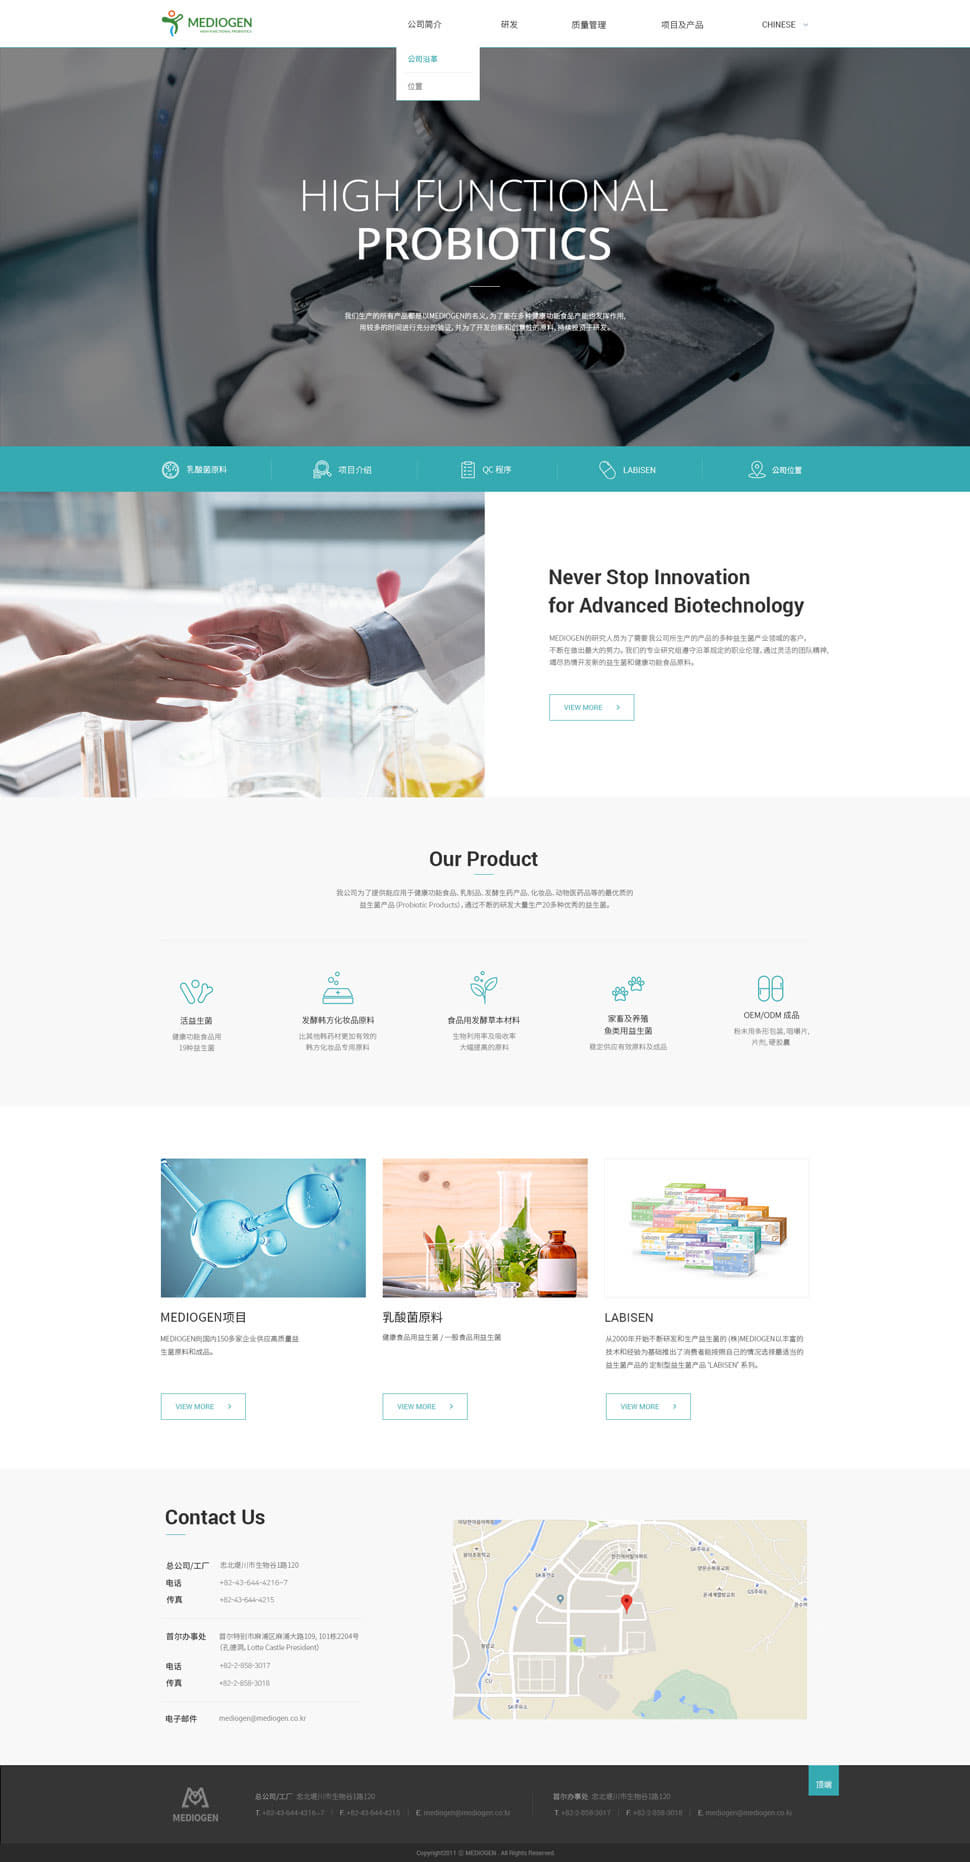 MEDIOGEN
HIGH FUNCTIONAL PROBIOTICS
公司简介
研发
质量管理
项目及产品
CHINESE
公司沿革
位置
HIGH FUNCTIONAL
PROBIOTICS
我们生产的所有产品都是以MEDIOGEN的名义, 为了能在多种健康功能食品产能也发挥作用,
用较多的时间进行充分的验证, 并为了开发创新和创意性的原料, 持续投资于研发。
乳酸菌原料
项目介绍
QC 程序
LABISEN
公司位置
Never Stop Innovation
for Advanced Biotechnology
MEDIOGEN的研究人员为了需要我公司所生产的产品的多种益生菌产业领域的客户,
不断在做出最大的努力。我们的专业研究组遵守沿革规定的职业伦理, 通过灵活的团队精神,
竭尽热情开发新的益生菌和健康功能食品原料。
VIEW MORE
Our Product
我公司为了提供能应用于健康功能食品、乳制品、发酵生药产品、化妆品、动物医药品等的最优质的
益生菌产品 (Probiotic Products) , 通过不断的研发大量生产20多种优秀的益生菌。
活益生菌
健康功能食品用
19种益生菌
发酵韩方化妆品原料
比其他韩药材更加有效的
韩方化妆品专用原料
食品用发酵草本材料
生物利用率及吸收率
大幅提高的原料
家畜及养殖
鱼类用益生菌
稳定供应有效原料及成品
OEM/ODM 成品
粉末用条形包装, 咀嚼片,
片剂, 硬胶囊
MEDIOGEN项目
MEDIOGEN向国内150多家企业供应高质量益
生菌原料和成品。
VIEW MORE
乳酸菌原料
健康食品用益生菌 / 一般食品用益生菌
VIEW MORE
LABISEN
从2000年开始不断研发和生产益生菌的 (株)MEDIOGEN以丰富的
技术和经验为基础推出了消费者能按照自己的情况选择最适当的
益生菌产品的 定制型益生菌产品 "LABISEN" 系列。
VIEW MORE
Contact Us
总公司/工厂 忠北堤川市生物谷1路120
电话 +82-43-644-4216~7
传真 +82-43-644-4215
首尔办事处 首尔特别市麻浦区麻浦大路109, 101栋2204号
(孔德洞, Lotte Castle President)
电话 +82-2-858-3017
传真 +82-2-858-3018
电子邮件 mediogen@mediogen.co.kr
CU
顶端
MEDIOGEN
总公司/工厂 忠北堤川市生物谷1路120
T. +82-43-644-4216~7 | F. +82-43-644-4215 | E. mediogen@mediogen.co.kr
首尔办事处 忠北堤川市生物谷1路120
T. +82-2-858-3017 | F. +82-2-858-3018 | E. mediogen@mediogen.co.kr
Copyright2011 ⓒ MEDIOGEN . All Rights Reserved.